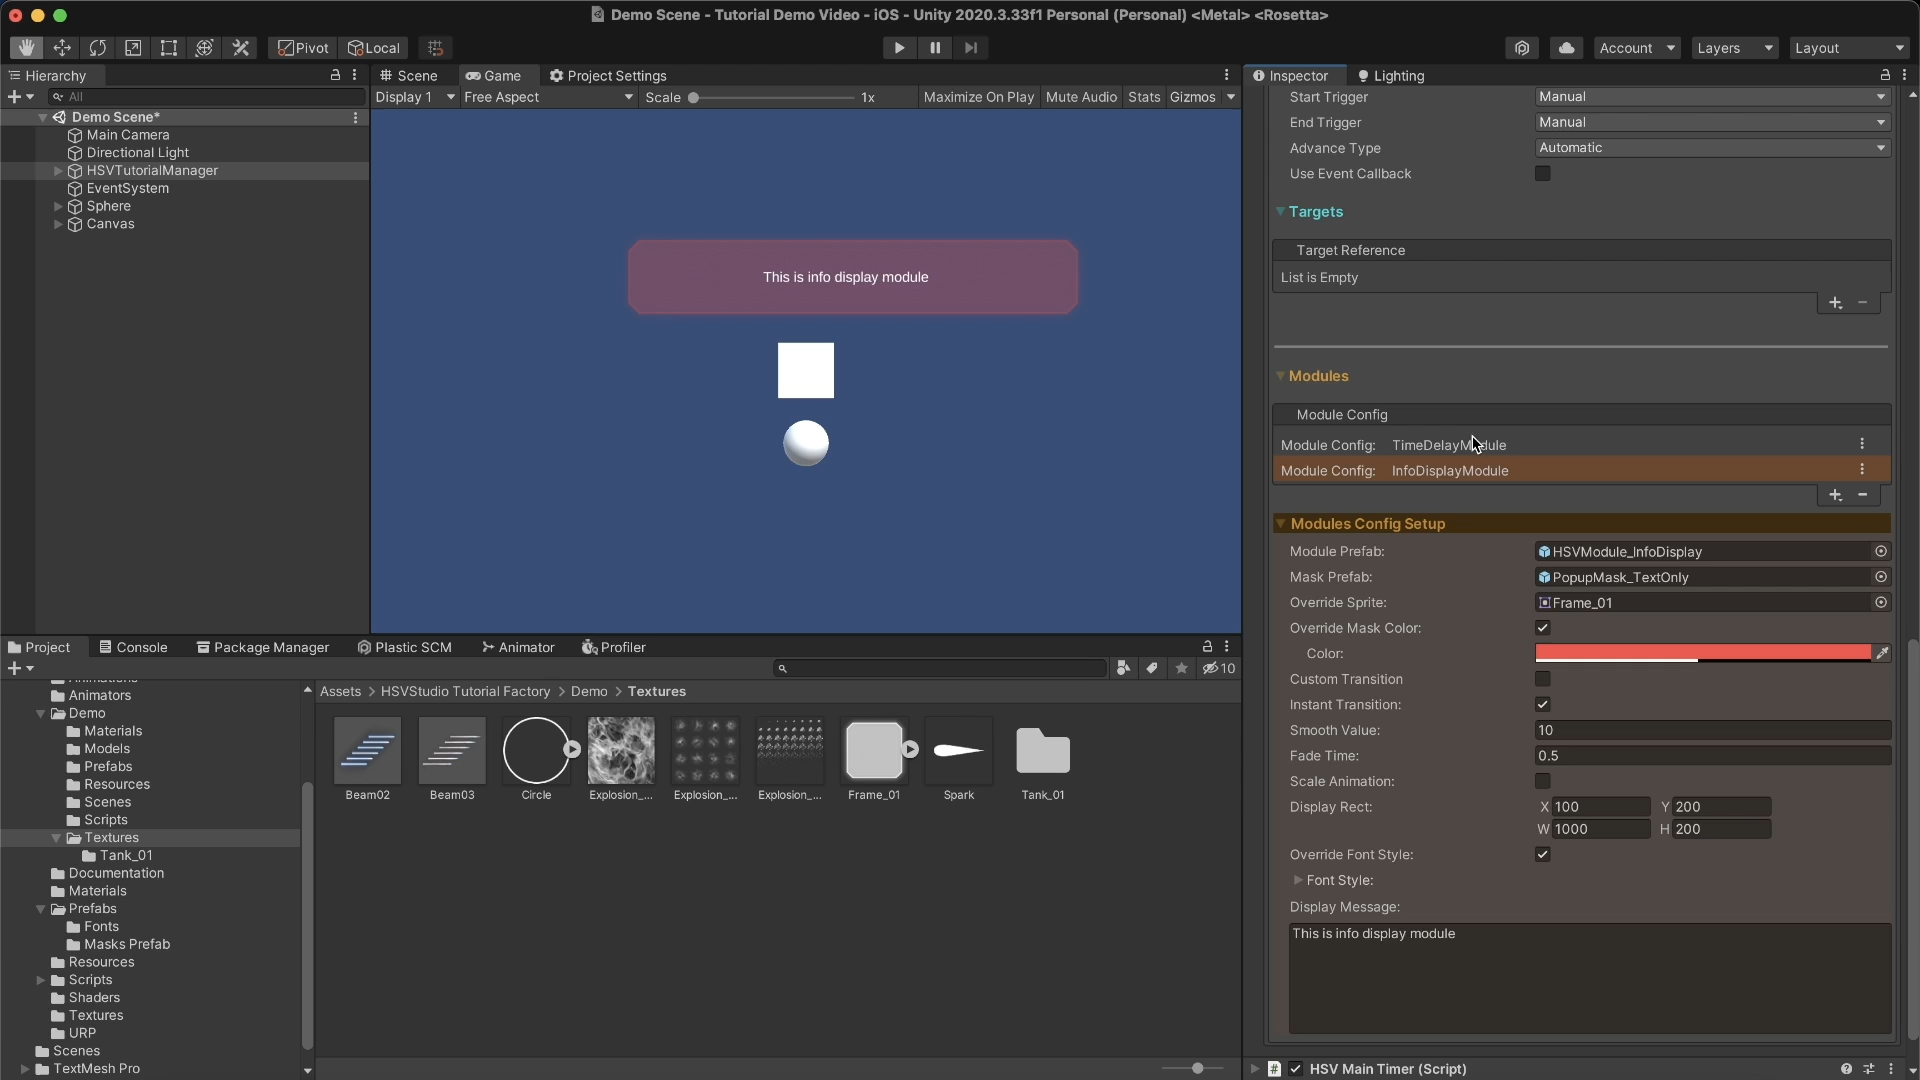 Demo Scene - Tutorial Demo Video - iOS - Unity 2020.3.33f1 Personal (Personal) <Metal> <Rosetta>
Pivot
Local
Account
Layers
Layout
Hierarchy
Scene
Game
Project Settings
Inspector
Lighting
All
Display 1
Free Aspect
Scale
1x
Maximize On Play
Mute Audio
Stats
Gizmos
Demo Scene*
Main Camera
Directional Light
HSVTutorialManager
EventSystem
Sphere
Canvas
This is info display module
Start Trigger
Manual
End Trigger
Manual
Advance Type
Automatic
Use Event Callback
Targets
Target Reference
List is Empty
Modules
Module Config
Module Config: TimeDelayModule
Module Config: InfoDisplayModule
Modules Config Setup
Module Prefab:
HSVModule_InfoDisplay
Mask Prefab:
PopupMask_TextOnly
Override Sprite:
Frame_01
Override Mask Color:
Color:
Custom Transition
Instant Transition:
Smooth Value:
10
Fade Time:
0.5
Scale Animation:
Display Rect:
X 100 Y 200
W 1000 H 200
Override Font Style:
Font Style:
Display Message:
This is info display module
HSV Main Timer (Script)
Project
Console
Package Manager
Plastic SCM
Animator
Profiler
10
Assets > HSVStudio Tutorial Factory > Demo > Textures
Animators
Demo
Materials
Models
Prefabs
Resources
Scenes
Scripts
Textures
Tank_01
Documentation
Materials
Prefabs
Fonts
Masks Prefab
Resources
Scripts
Shaders
Textures
URP
Scenes
TextMesh Pro
Beam02
Beam03
Circle
Explosion_...
Explosion_...
Explosion_...
Frame_01
Spark
Tank_01